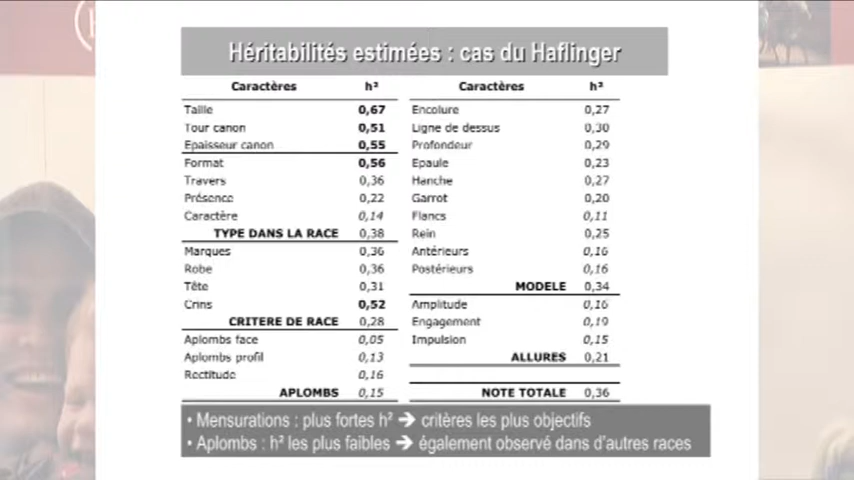 Héritabilités estimées : cas du Haflinger
Caractères h²
Taille 0,67
Tour canon 0,51
Epaisseur canon 0,55
Format 0,56
Travers 0,36
Présence 0,22
Caractère 0,14
TYPE DANS LA RACE 0,38
Marques 0,36
Robe 0,36
Tête 0,31
Crins 0,52
CRITERE DE RACE 0,28
Aplombs face 0,05
Aplombs profil 0,13
Rectitude 0,16
APLOMBS 0,15
Caractères h²
Encolure 0,27
Ligne de dessus 0,30
Profondeur 0,29
Epaule 0,23
Hanche 0,27
Garrot 0,20
Flancs 0,11
Rein 0,25
Antérieurs 0,16
Postérieurs 0,16
MODELE 0,34
Amplitude 0,16
Engagement 0,19
Impulsion 0,15
ALLURES 0,21
NOTE TOTALE 0,36
• Mensurations : plus fortes h² ➔ critères les plus objectifs
• Aplombs : h² les plus faibles ➔ également observé dans d'autres races